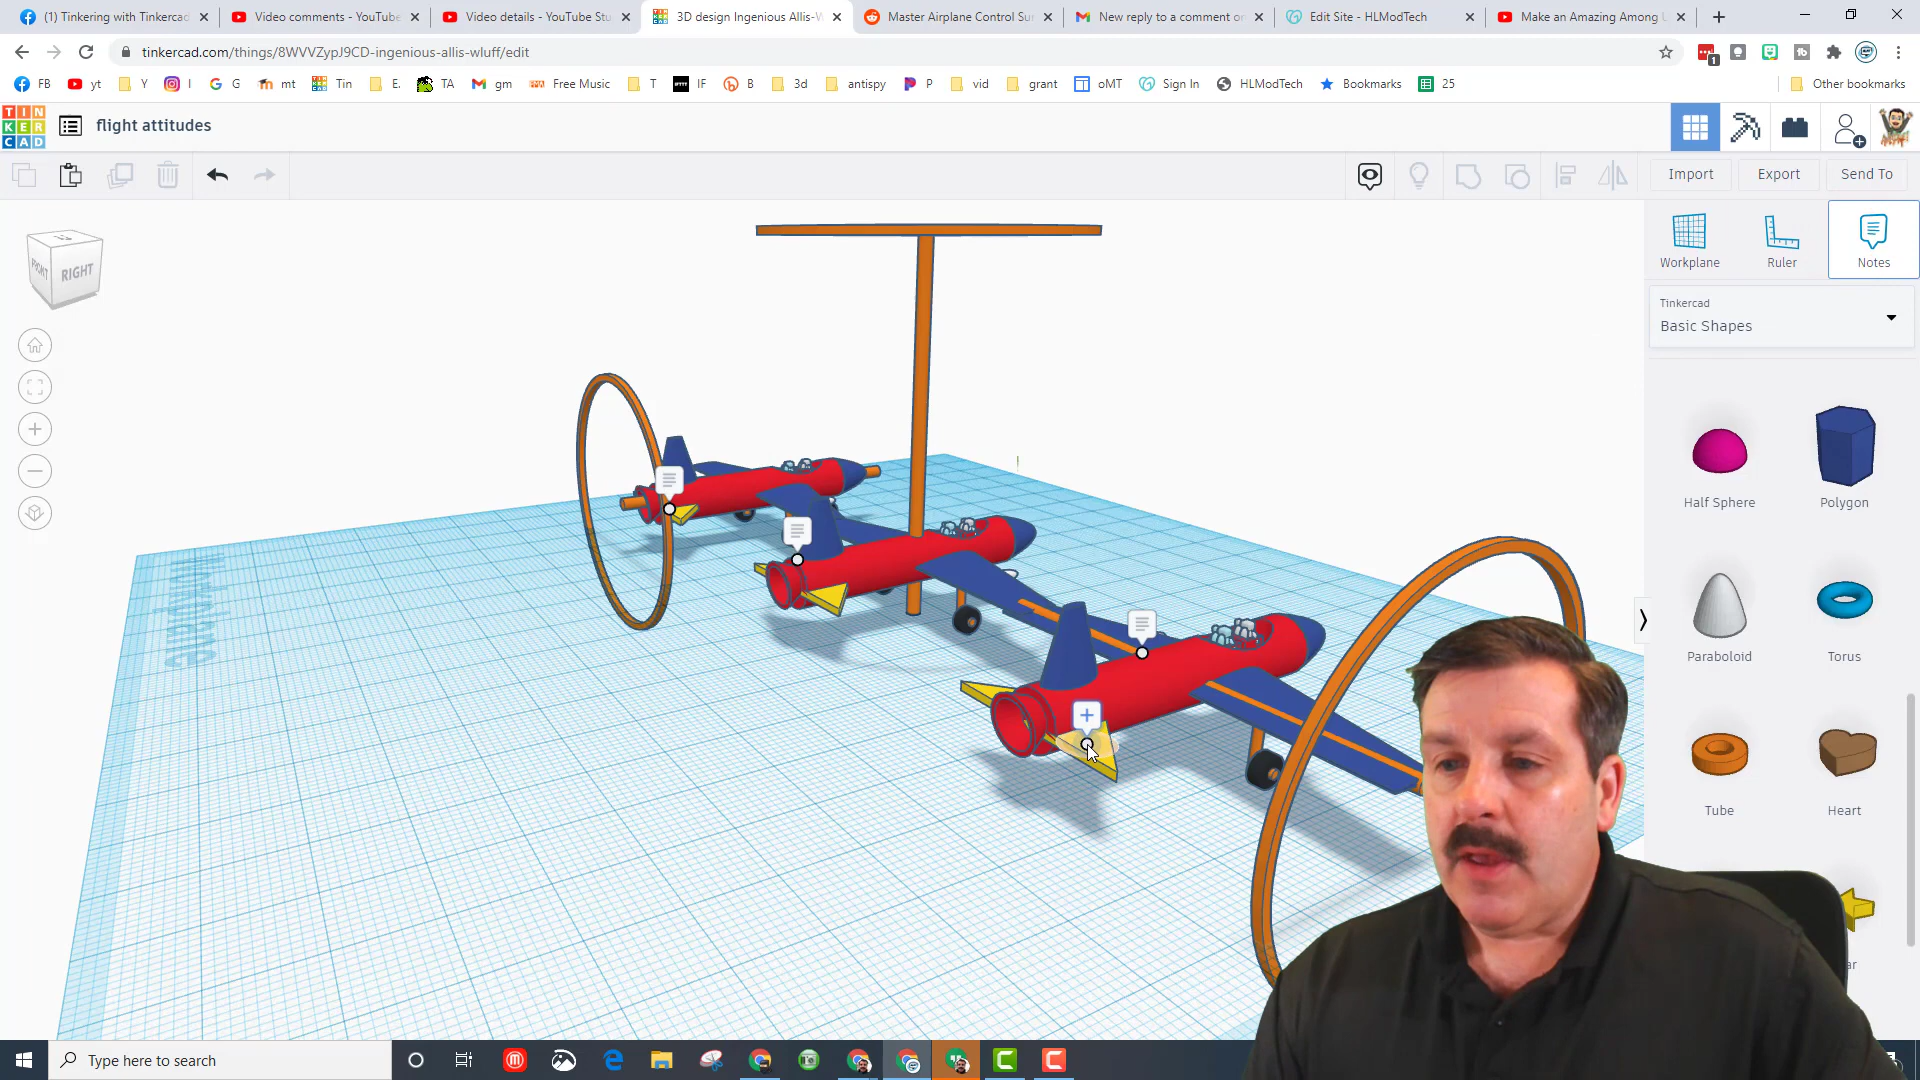 (1) Tinkering with Tinkercad
Video comments - YouTube
Video details - YouTube Stu
3D design Ingenious Allis-W
Master Airplane Control Su
New reply to a comment on
Edit Site - HLModTech
Make an Amazing Among U
tinkercad.com/things/8WVVZypJ9CD-ingenious-allis-wluff/edit
1
FB
yt
Y
I
G
mt
Tin
E.
TA
gm
Free Music
T
IF
B
3d
antispy
P
vid
grant
oMT
Sign In
HLModTech
Bookmarks
25
Other bookmarks
TIN
KER
CAD
flight attitudes
Import
Export
Send To
FRONT
RIGHT
Workplane
Ruler
Notes
Tinkercad
Basic Shapes
Half Sphere
Polygon
Paraboloid
Torus
Tube
Heart
Workplane
Type here to search